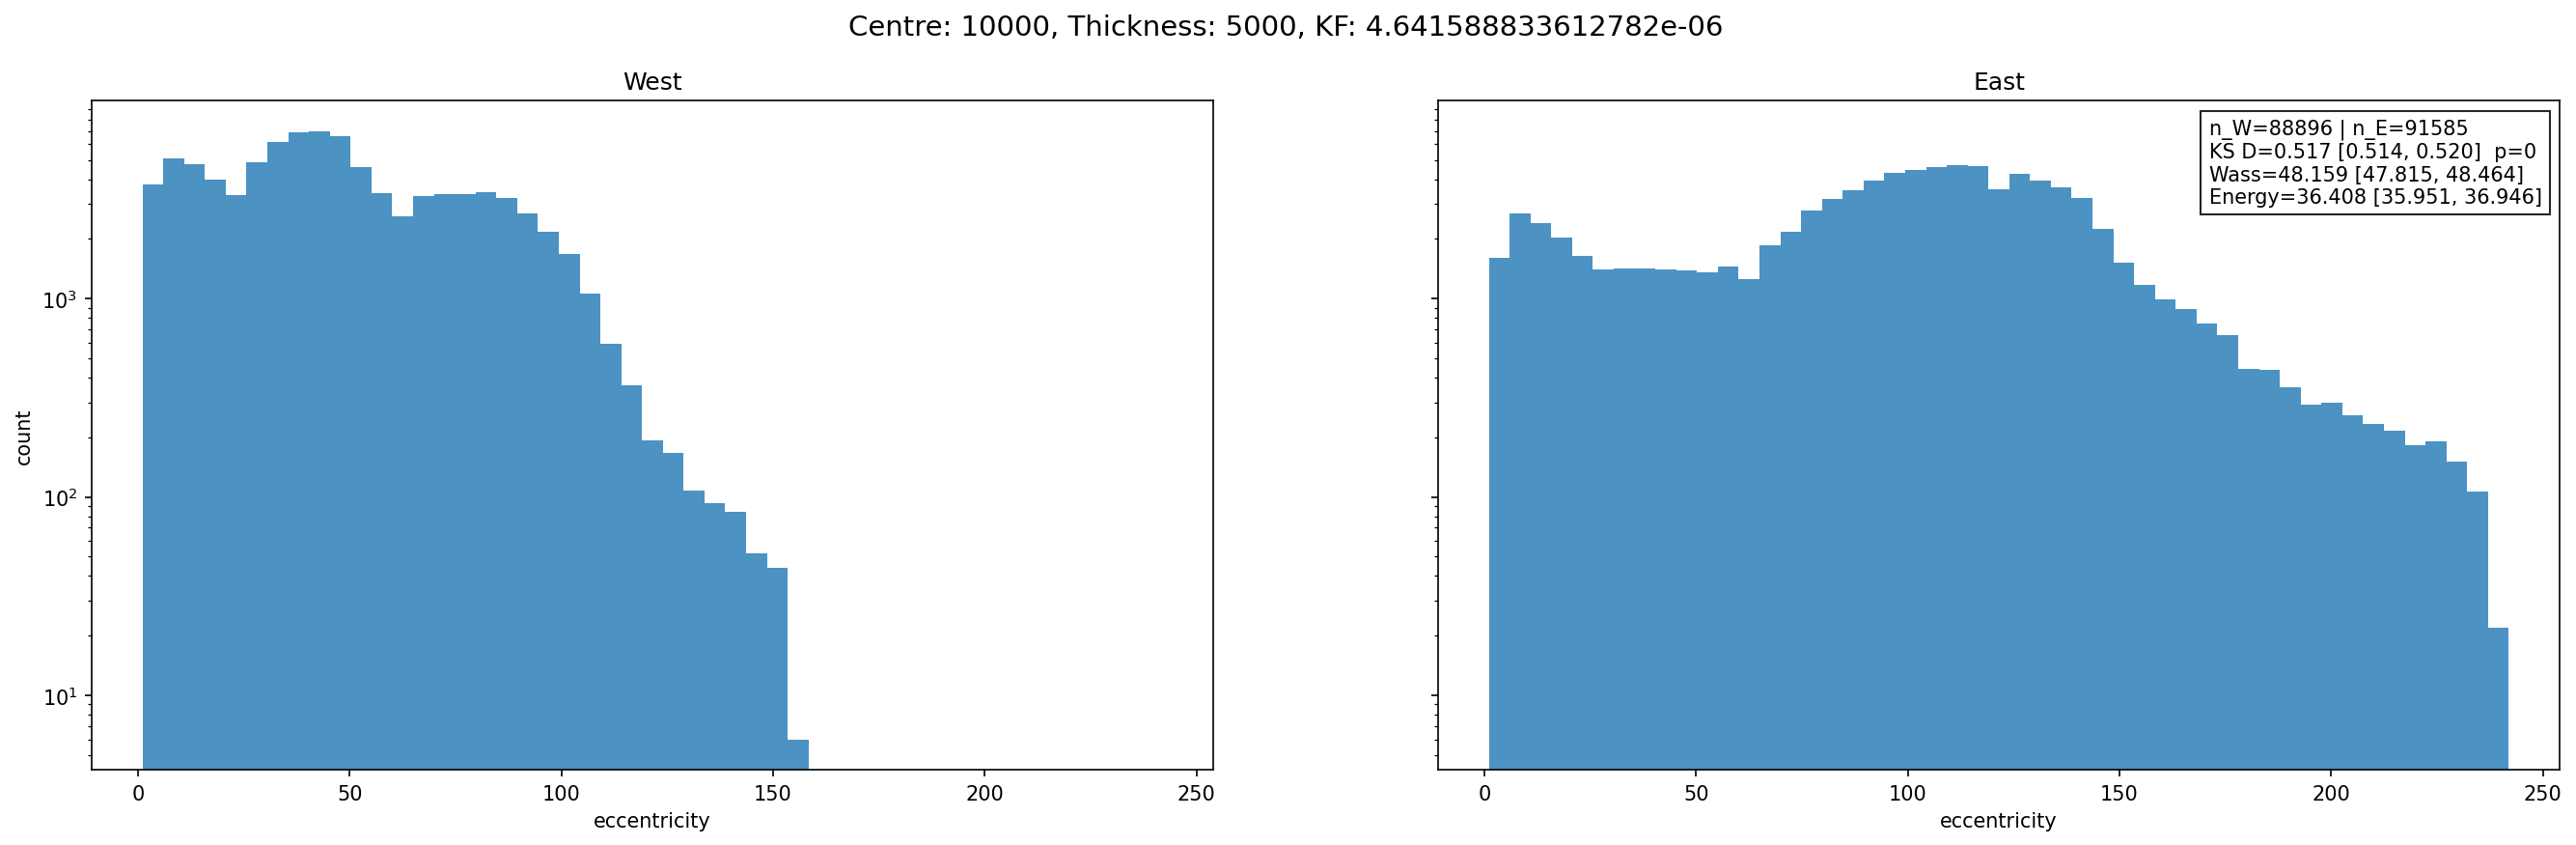 Centre: 10000, Thickness: 5000, KF: 4.641588833612782e-06
West
count
10³
10²
10¹
0 50 100 150 200 250
eccentricity
East
n_W=88896 | n_E=91585
KS D=0.517 [0.514, 0.520]  p=0
Wass=48.159 [47.815, 48.464]
Energy=36.408 [35.951, 36.946]
0 50 100 150 200 250
eccentricity